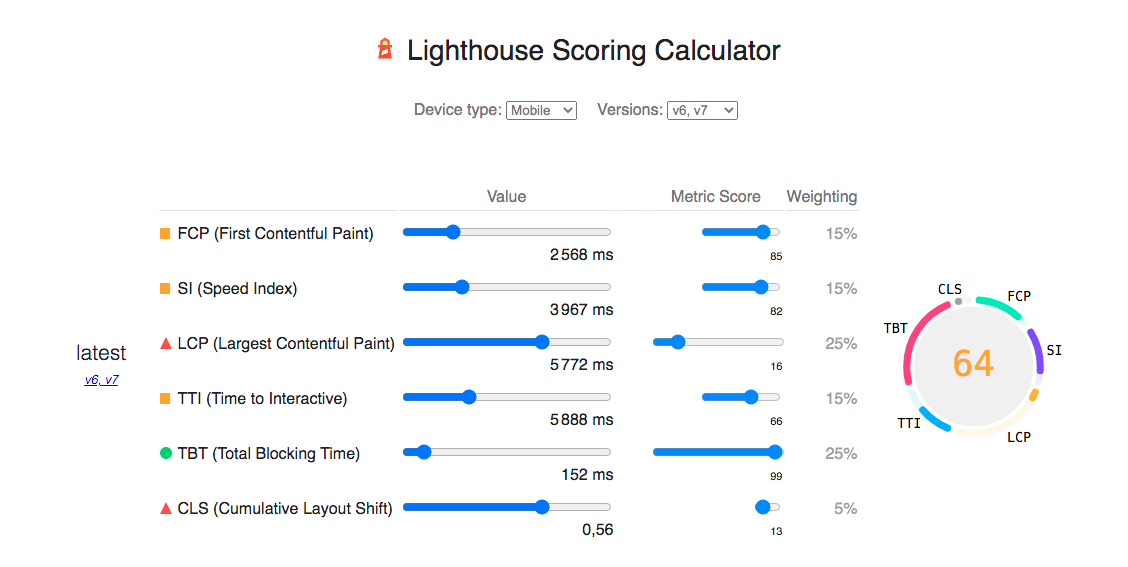 Lighthouse Scoring Calculator
Device type: Mobile Versions: v6, v7
Value Metric Score Weighting
FCP (First Contentful Paint) 15%
2 568 ms 85
SI (Speed Index) 15%
3 967 ms 82
LCP (Largest Contentful Paint) 25%
5 772 ms 16
TTI (Time to Interactive) 15%
5 888 ms 66
TBT (Total Blocking Time) 25%
152 ms 99
CLS (Cumulative Layout Shift) 5%
0,56 13
latest
v6, v7
CLS
FCP
TBT
SI
64
TTI
LCP